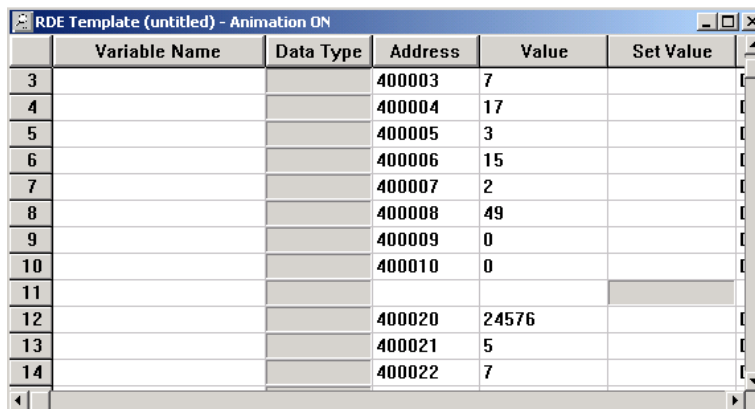 RDE Template (untitled) - Animation ON
Variable Name Data Type Address Value Set Value
3 400003 7
4 400004 17
5 400005 3
6 400006 15
7 400007 2
8 400008 49
9 400009 0
10 400010 0
11
12 400020 24576
13 400021 5
14 400022 7